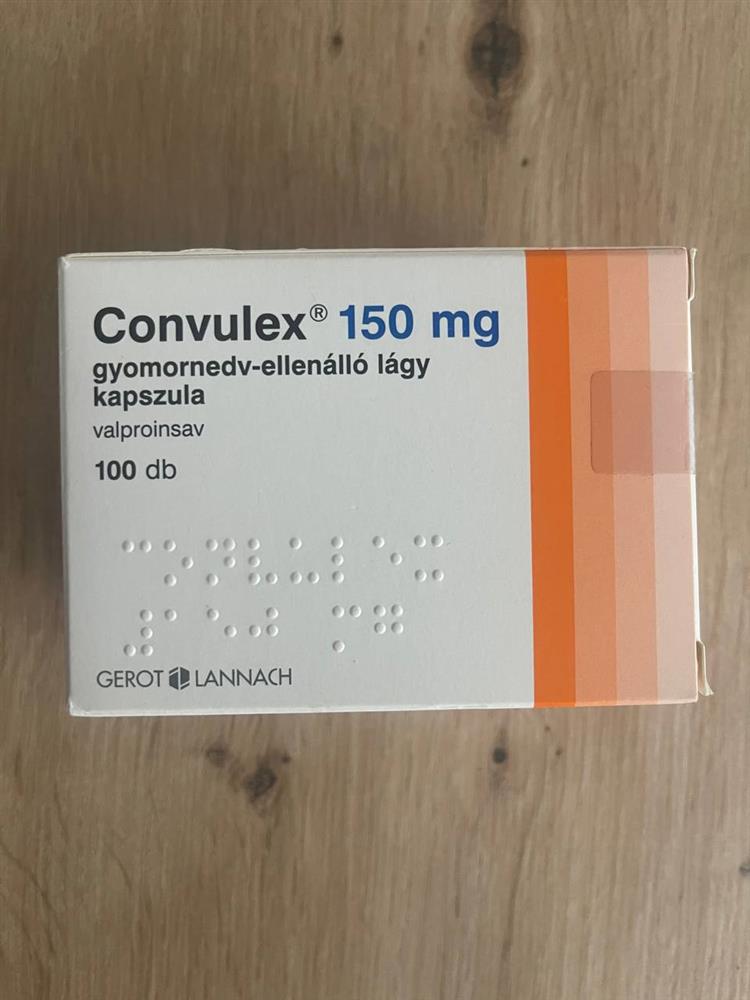 Convulex® 150 mg
gyomornedv-ellenálló lágy
kapszula
valproinsav
100 db
GEROT LANNACH